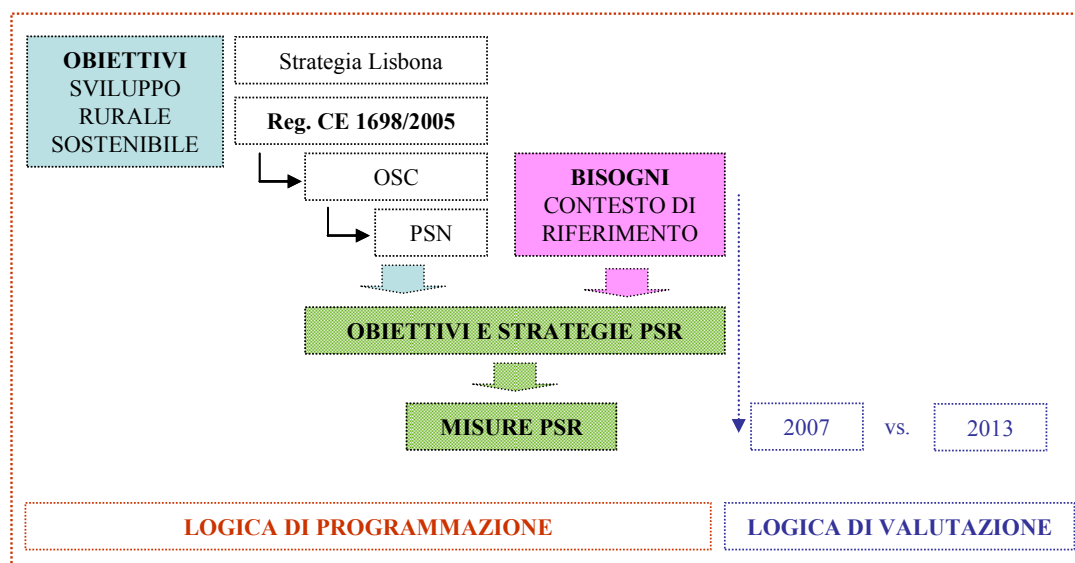 OBIETTIVI
SVILUPPO
RURALE
SOSTENIBILE
Strategia Lisbona
Reg. CE 1698/2005
OSC
PSN
BISOGNI
CONTESTO DI
RIFERIMENTO
OBIETTIVI E STRATEGIE PSR
MISURE PSR
2007 vs. 2013
LOGICA DI PROGRAMMAZIONE
LOGICA DI VALUTAZIONE